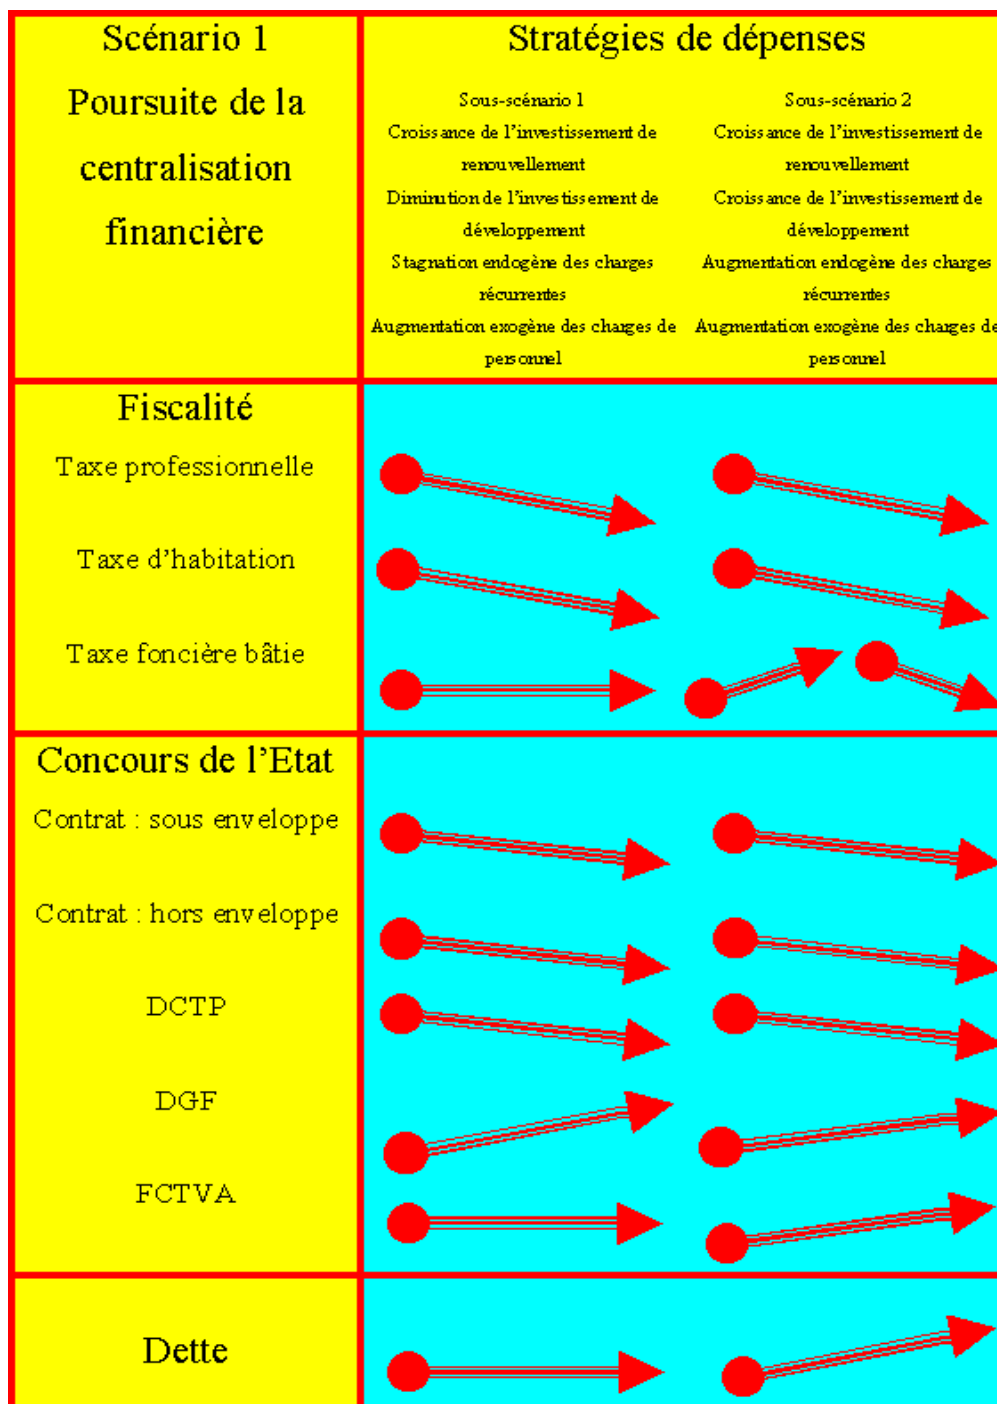 Scénario 1
Poursuite de la
centralisation
financière
Stratégies de dépenses
Sous-scénario 1
Croissance de l'investissement de
renouvellement
Diminution de l'investissement de
développement
Stagnation endogène des charges
récurrentes
Augmentation exogène des charges de
personnel
Sous-scénario 2
Croissance de l'investissement de
renouvellement
Croissance de l'investissement de
développement
Augmentation endogène des charges
récurrentes
Augmentation exogène des charges de
personnel
Fiscalité
Taxe professionnelle
Taxe d'habitation
Taxe foncière bâtie
Concours de l'Etat
Contrat : sous enveloppe
Contrat : hors enveloppe
DCTP
DGF
FCTVA
Dette